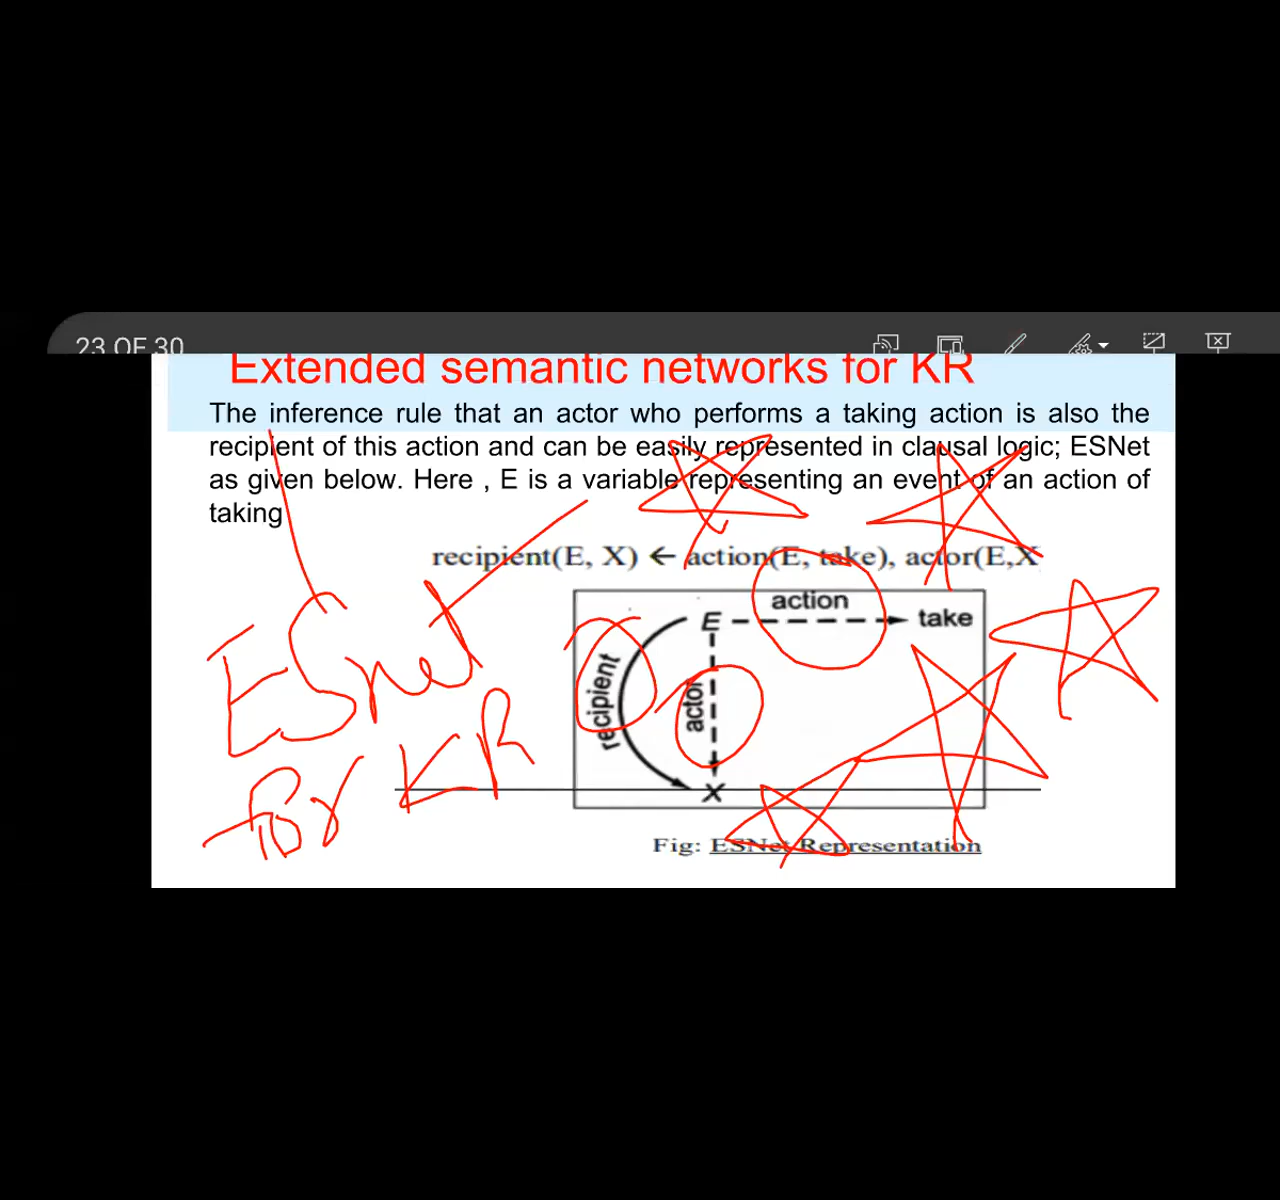 23 OF 30
Extended semantic networks for KR
The inference rule that an actor who performs a taking action is also the
recipient of this action and can be easily represented in clausal logic; ESNet
as given below. Here , E is a variable representing an event of an action of
taking
recipient(E, X) ← action(E, take), actor(E,X
action
E
take
recipient
actor
X
ESnet
for KR
Fig: ESNet Representation